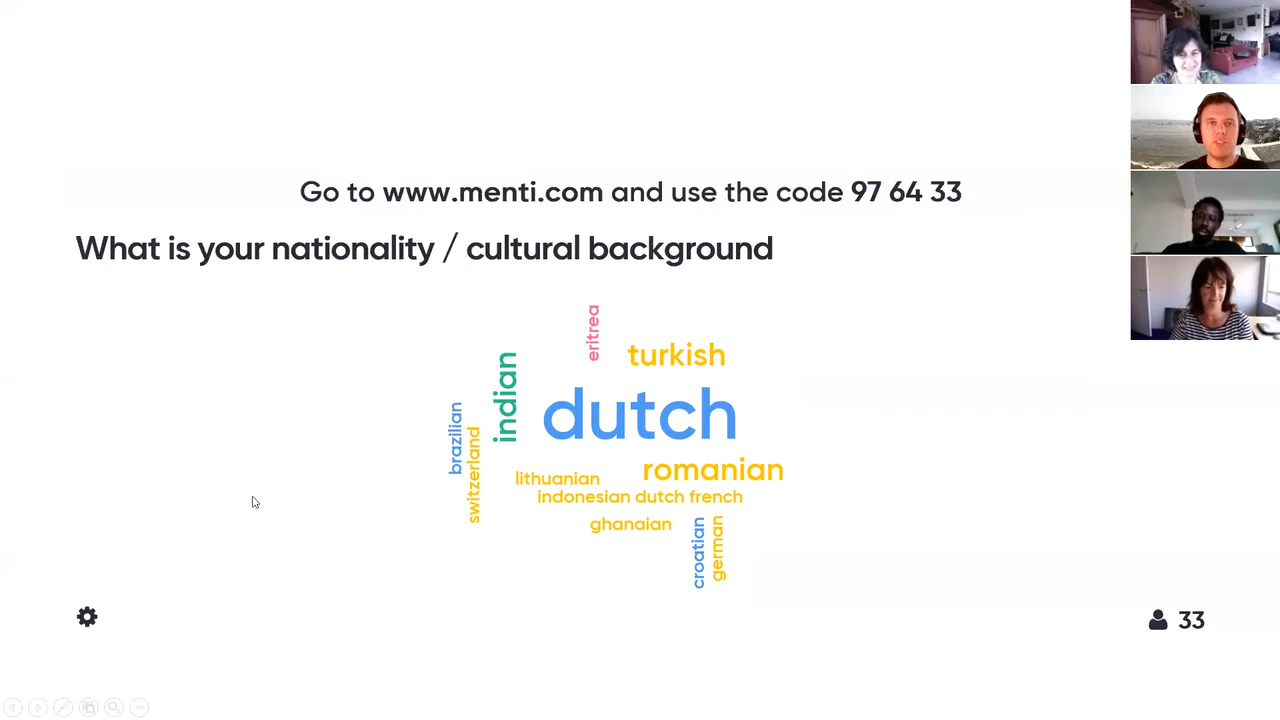 Go to www.menti.com and use the code 97 64 33
What is your nationality / cultural background
eritrea
turkish
indian
dutch
brazilian
switzerland
lithuanian
romanian
indonesian dutch french
ghanaian
croatian
german
33